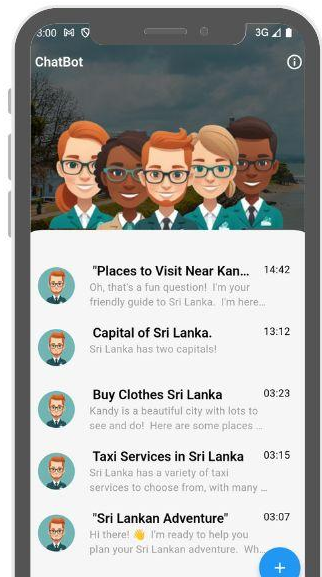 3:00 3G
ChatBot
"Places to Visit Near Kan... 14:42
Oh, that's a fun question! I'm your
friendly guide to Sri Lanka. I'm here...
Capital of Sri Lanka. 13:12
Sri Lanka has two capitals!
Buy Clothes Sri Lanka 03:23
Kandy is a beautiful city with lots to
see and do! Here are some places ...
Taxi Services in Sri Lanka 03:15
Sri Lanka has a variety of taxi
services to choose from, with many ...
"Sri Lankan Adventure" 03:07
Hi there! 👋 I'm ready to help you
plan your Sri Lankan adventure. Wh...
+